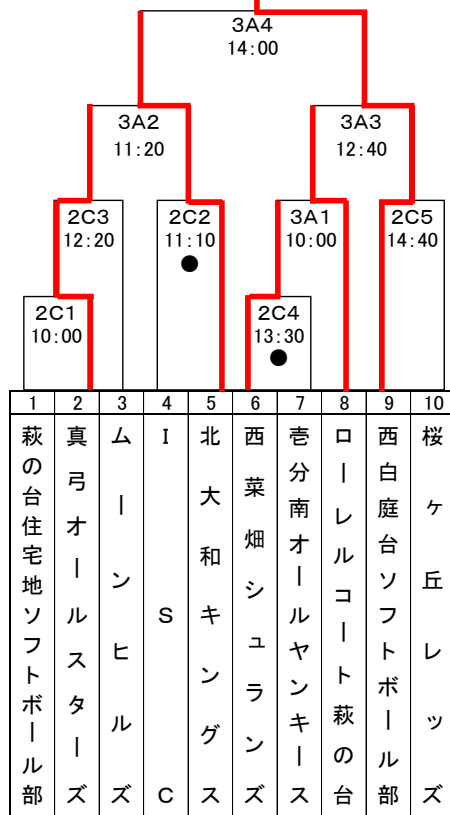 3A4
14:00
3A2
11:20
3A3
12:40
2C3
12:20
2C2
11:10
●
3A1
10:00
2C5
14:40
2C1
10:00
2C4
13:30
●
1
2
3
4
5
6
7
8
9
10
萩の台住宅地ソフトボール部
真弓オールスターズ
ムーンヒルズ
ISC
北大和キングス
西菜畑シュランズ
壱分南オールヤンキース
ローレルコート萩の台
西白庭台ソフトボール部
桜ヶ丘レッズ